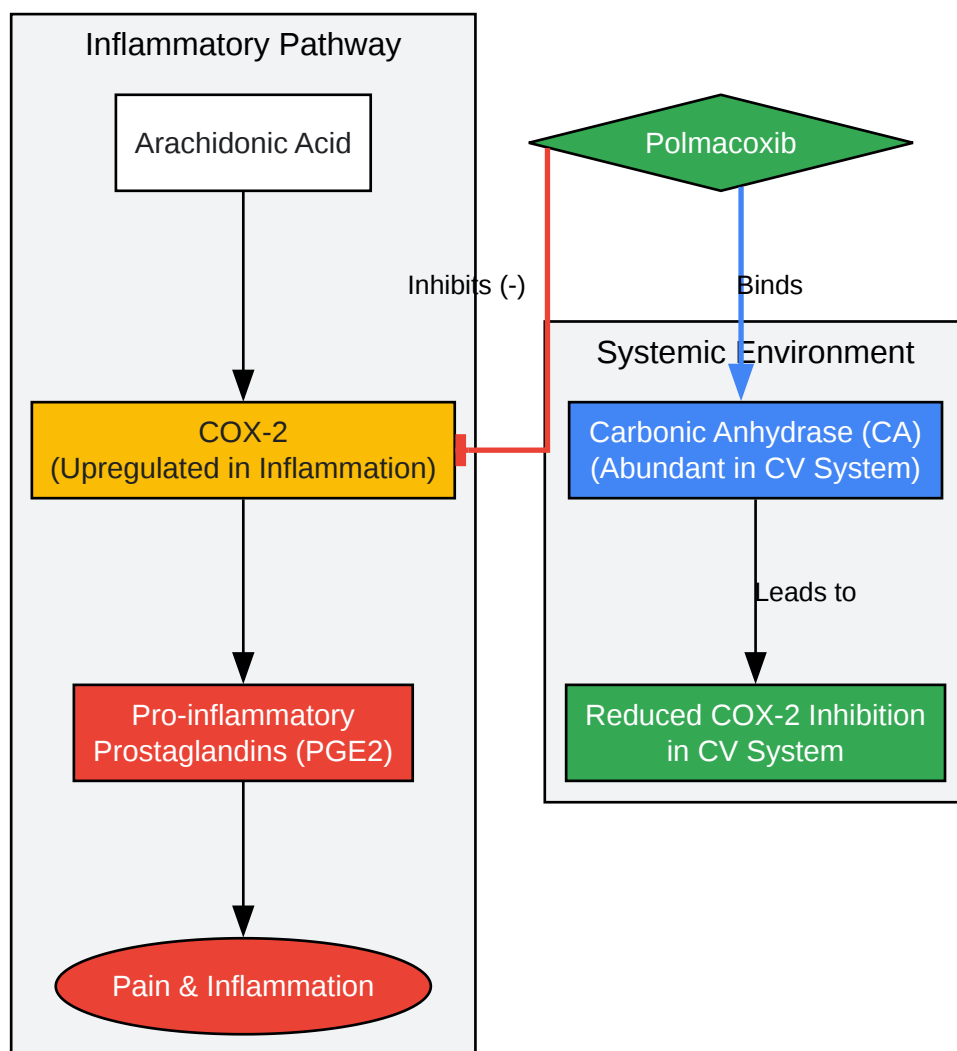 Inflammatory Pathway
Arachidonic Acid
Polmacoxib
Inhibits (-)
Binds
Systemic Environment
COX-2
(Upregulated in Inflammation)
Carbonic Anhydrase (CA)
(Abundant in CV System)
Leads to
Pro-inflammatory
Prostaglandins (PGE2)
Reduced COX-2 Inhibition
in CV System
Pain & Inflammation